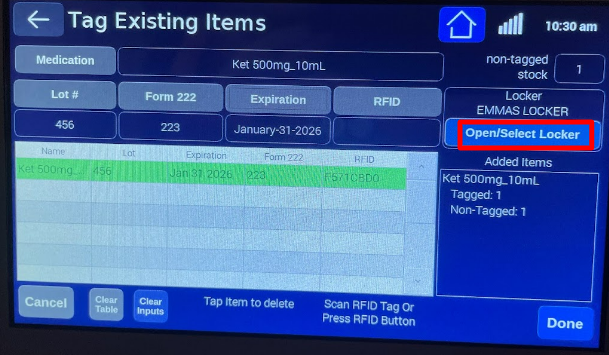 Tag Existing Items
10:30 am
Medication
Ket 500mg_10mL
non-tagged
stock
1
Lot #
Form 222
Expiration
RFID
456
223
January-31-2026
Locker
EMMAS LOCKER
Open/Select Locker
Name
Lot
Expiration
Form 222
RFID
Ket 500mg_...
456
Jan 31 2026
223
Added Items
Ket 500mg_10mL
Tagged: 1
Non-Tagged: 1
Cancel
Clear
Table
Clear
Inputs
Tap Item to delete
Scan RFID Tag Or
Press RFID Button
Done